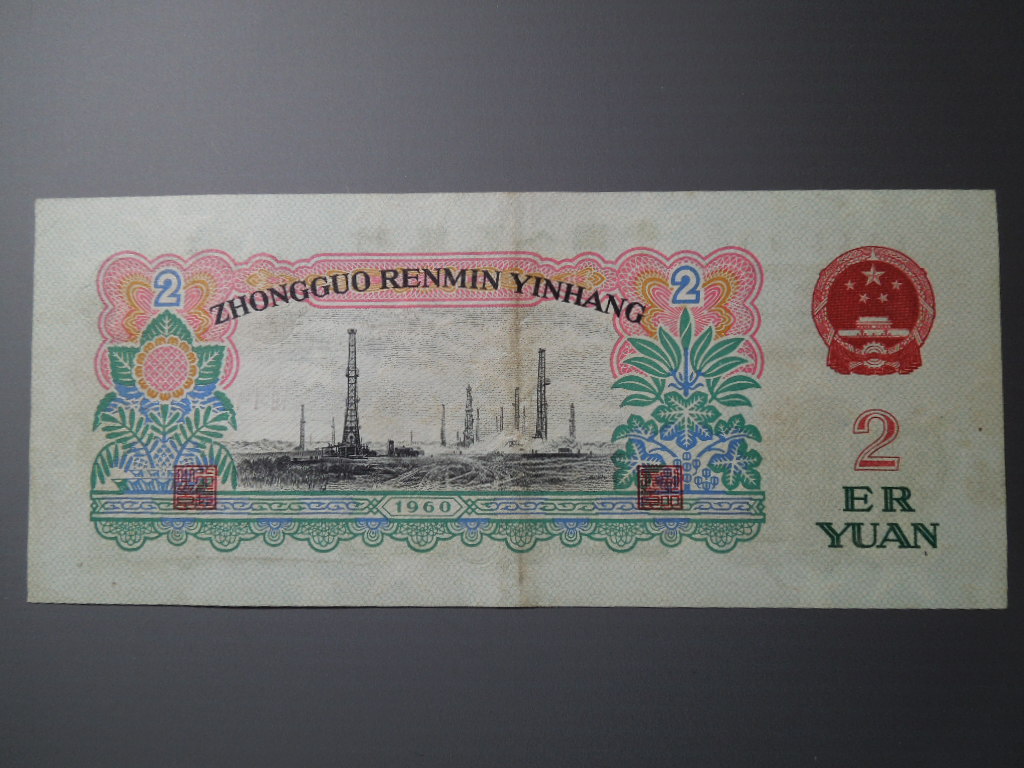 2
2
ZHONGGUO RENMIN YINHANG
1960
2
ER
YUAN